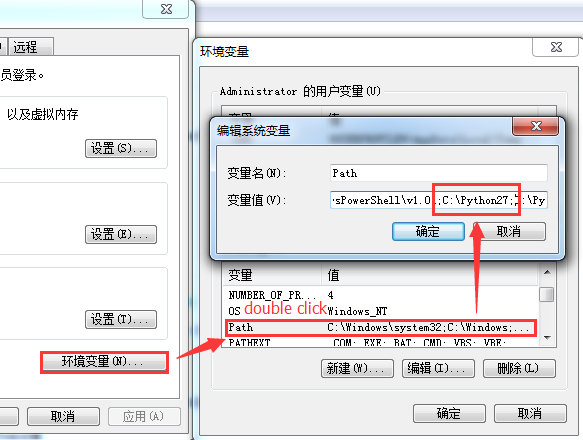 远程
员登录。
以及虚拟内存
设置(S)...
设置(E)...
设置(T)...
环境变量(N)...
取消
应用(A)
环境变量
Administrator 的用户变量(U)
变量 值
编辑系统变量
变量名(N): Path
变量值(V): sPowerShell\v1.0\;C:\Python27;C:\Py
确定 取消
变量 值
NUMBER_OF_PR... 4
OS Windows_NT
double click
Path C:\Windows\system32;C:\Windows;...
PATHEXT .COM;.EXE;.BAT;.CMD;.VBS;.VBE;
新建(W)... 编辑(I)... 删除(L)
确定 取消